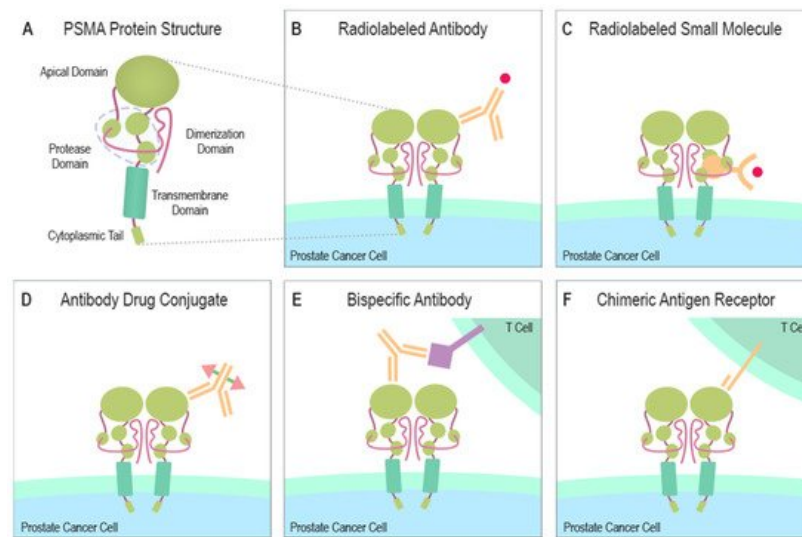 A PSMA Protein Structure
Apical Domain
Protease
Domain
Dimerization
Domain
Transmembrane
Domain
Cytoplasmic Tail
B Radiolabeled Antibody
Prostate Cancer Cell
C Radiolabeled Small Molecule
Prostate Cancer Cell
D Antibody Drug Conjugate
Prostate Cancer Cell
E Bispecific Antibody
T Cell
Prostate Cancer Cell
F Chimeric Antigen Receptor
T Ce
Prostate Cancer Cell